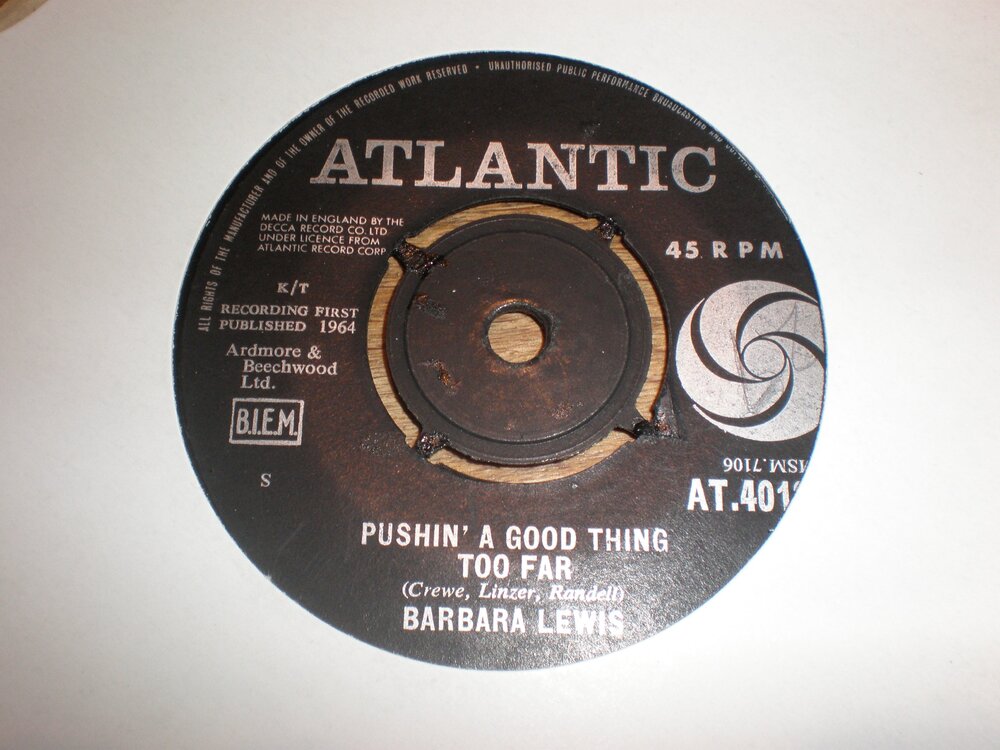 ALL RIGHTS OF THE MANUFACTURER AND OF THE OWNER OF THE RECORDED WORK RESERVED • UNAUTHORISED PUBLIC PERFORMANCE BROADCASTING AND
ATLANTIC
MADE IN ENGLAND BY THE
DECCA RECORD CO. LTD
UNDER LICENCE FROM
ATLANTIC RECORD CORP
45 R P M
K/T
RECORDING FIRST
PUBLISHED 1964
Ardmore &
Beechwood
Ltd.
B.I.E.M.
S
MSM.7106
AT.401
PUSHIN' A GOOD THING
TOO FAR
(Crewe, Linzer, Randell)
BARBARA LEWIS